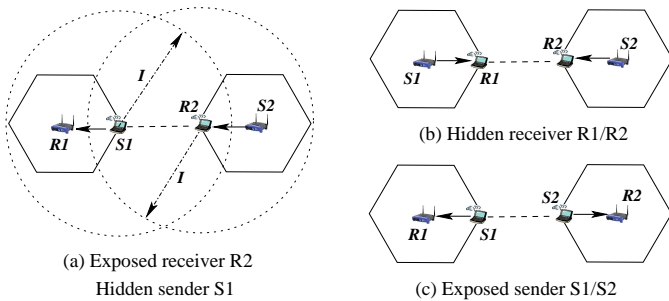 I
R2
S2
R1
S1
I
(a) Exposed receiver R2
Hidden sender S1
R2
S2
S1
R1
(b) Hidden receiver R1/R2
S2
R2
R1
S1
(c) Exposed sender S1/S2